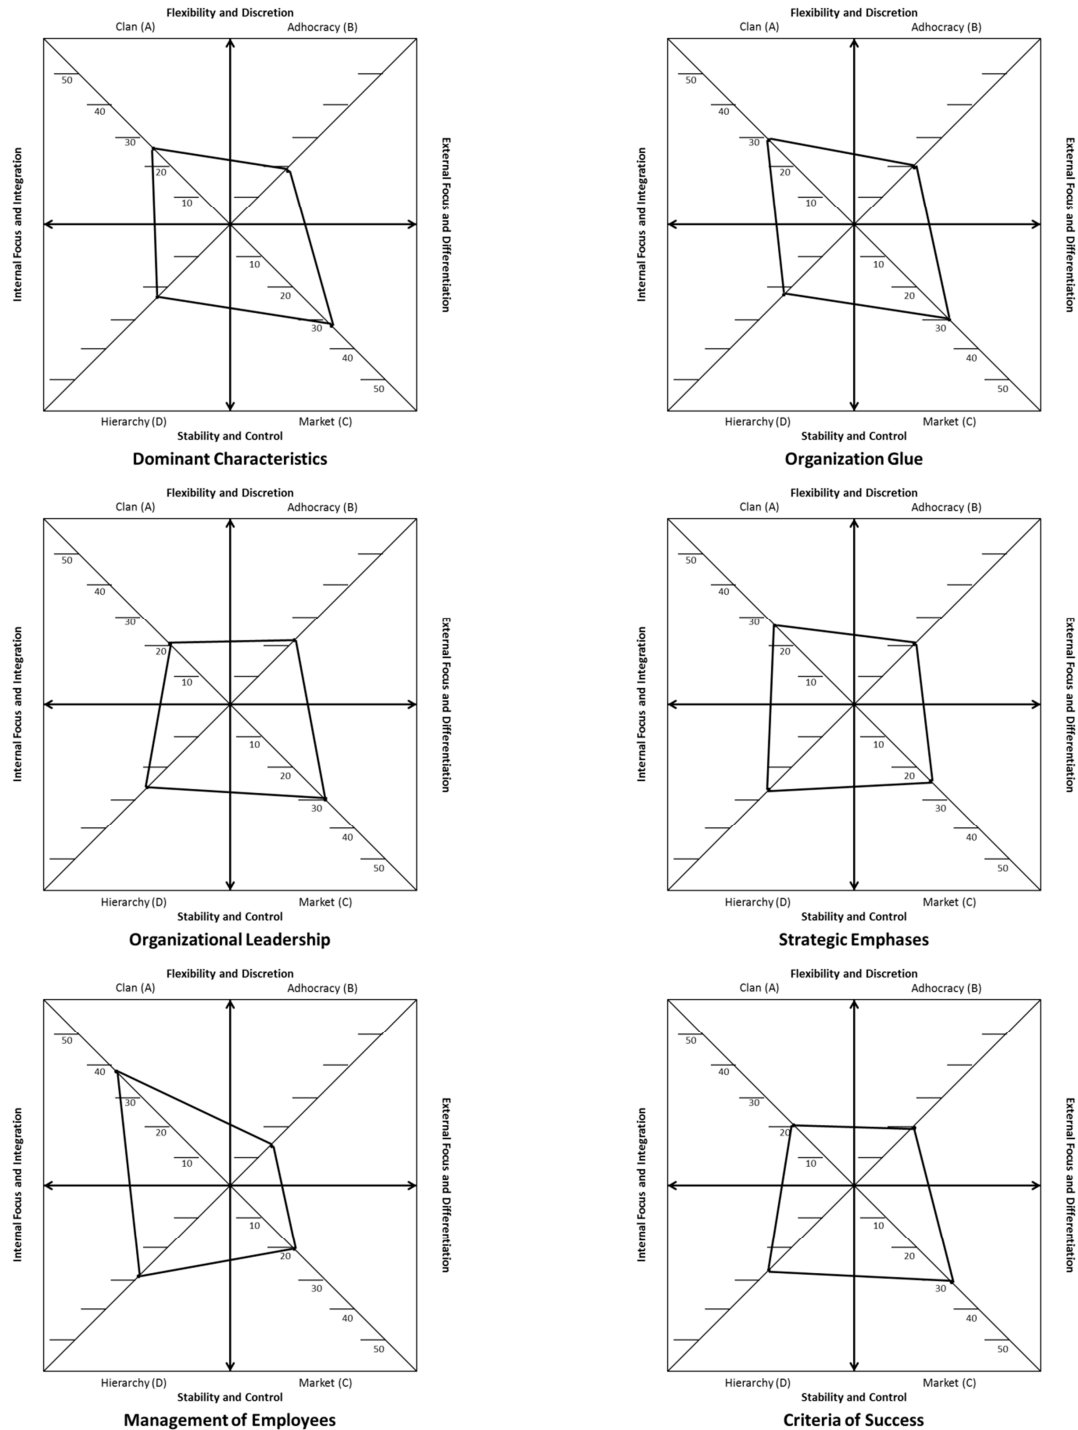 Flexibility and Discretion
Clan (A) Adhocracy (B)
50
40
30
20
10
10
20
30
40
50
Internal Focus and Integration
External Focus and Differentiation
Hierarchy (D) Market (C)
Stability and Control
Dominant Characteristics
Flexibility and Discretion
Clan (A) Adhocracy (B)
50
40
30
20
10
10
20
30
40
50
Internal Focus and Integration
External Focus and Differentiation
Hierarchy (D) Market (C)
Stability and Control
Organization Glue
Flexibility and Discretion
Clan (A) Adhocracy (B)
50
40
30
20
10
10
20
30
40
50
Internal Focus and Integration
External Focus and Differentiation
Hierarchy (D) Market (C)
Stability and Control
Organizational Leadership
Flexibility and Discretion
Clan (A) Adhocracy (B)
50
40
30
20
10
10
20
30
40
50
Internal Focus and Integration
External Focus and Differentiation
Hierarchy (D) Market (C)
Stability and Control
Strategic Emphases
Flexibility and Discretion
Clan (A) Adhocracy (B)
50
40
30
20
10
10
20
30
40
50
Internal Focus and Integration
External Focus and Differentiation
Hierarchy (D) Market (C)
Stability and Control
Management of Employees
Flexibility and Discretion
Clan (A) Adhocracy (B)
50
40
30
20
10
10
20
30
40
50
Internal Focus and Integration
External Focus and Differentiation
Hierarchy (D) Market (C)
Stability and Control
Criteria of Success